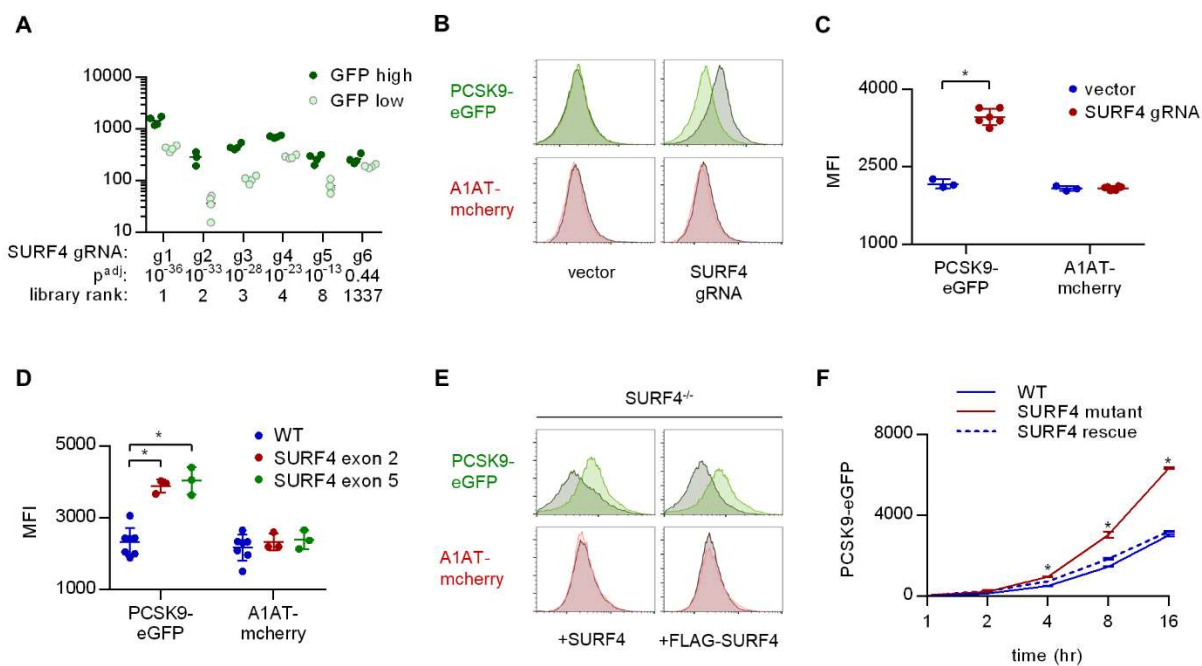 A
GFP high
GFP low
10000
1000
100
10
SURF4 gRNA: g1 g2 g3 g4 g5 g6
p^adj: 10^-36 10^-33 10^-28 10^-23 10^-13 0.44
library rank: 1 2 3 4 8 1337
B
PCSK9-
eGFP
A1AT-
mcherry
vector
SURF4
gRNA
C
vector
SURF4 gRNA
MFI
4000
2500
1000
*
PCSK9-
eGFP
A1AT-
mcherry
D
WT
SURF4 exon 2
SURF4 exon 5
MFI
5000
3000
1000
*
*
PCSK9-
eGFP
A1AT-
mcherry
E
SURF4^-/-
PCSK9-
eGFP
A1AT-
mcherry
+SURF4
+FLAG-SURF4
F
WT
SURF4 mutant
SURF4 rescue
PCSK9-eGFP
8000
4000
0
*
*
*
1 2 4 8 16
time (hr)